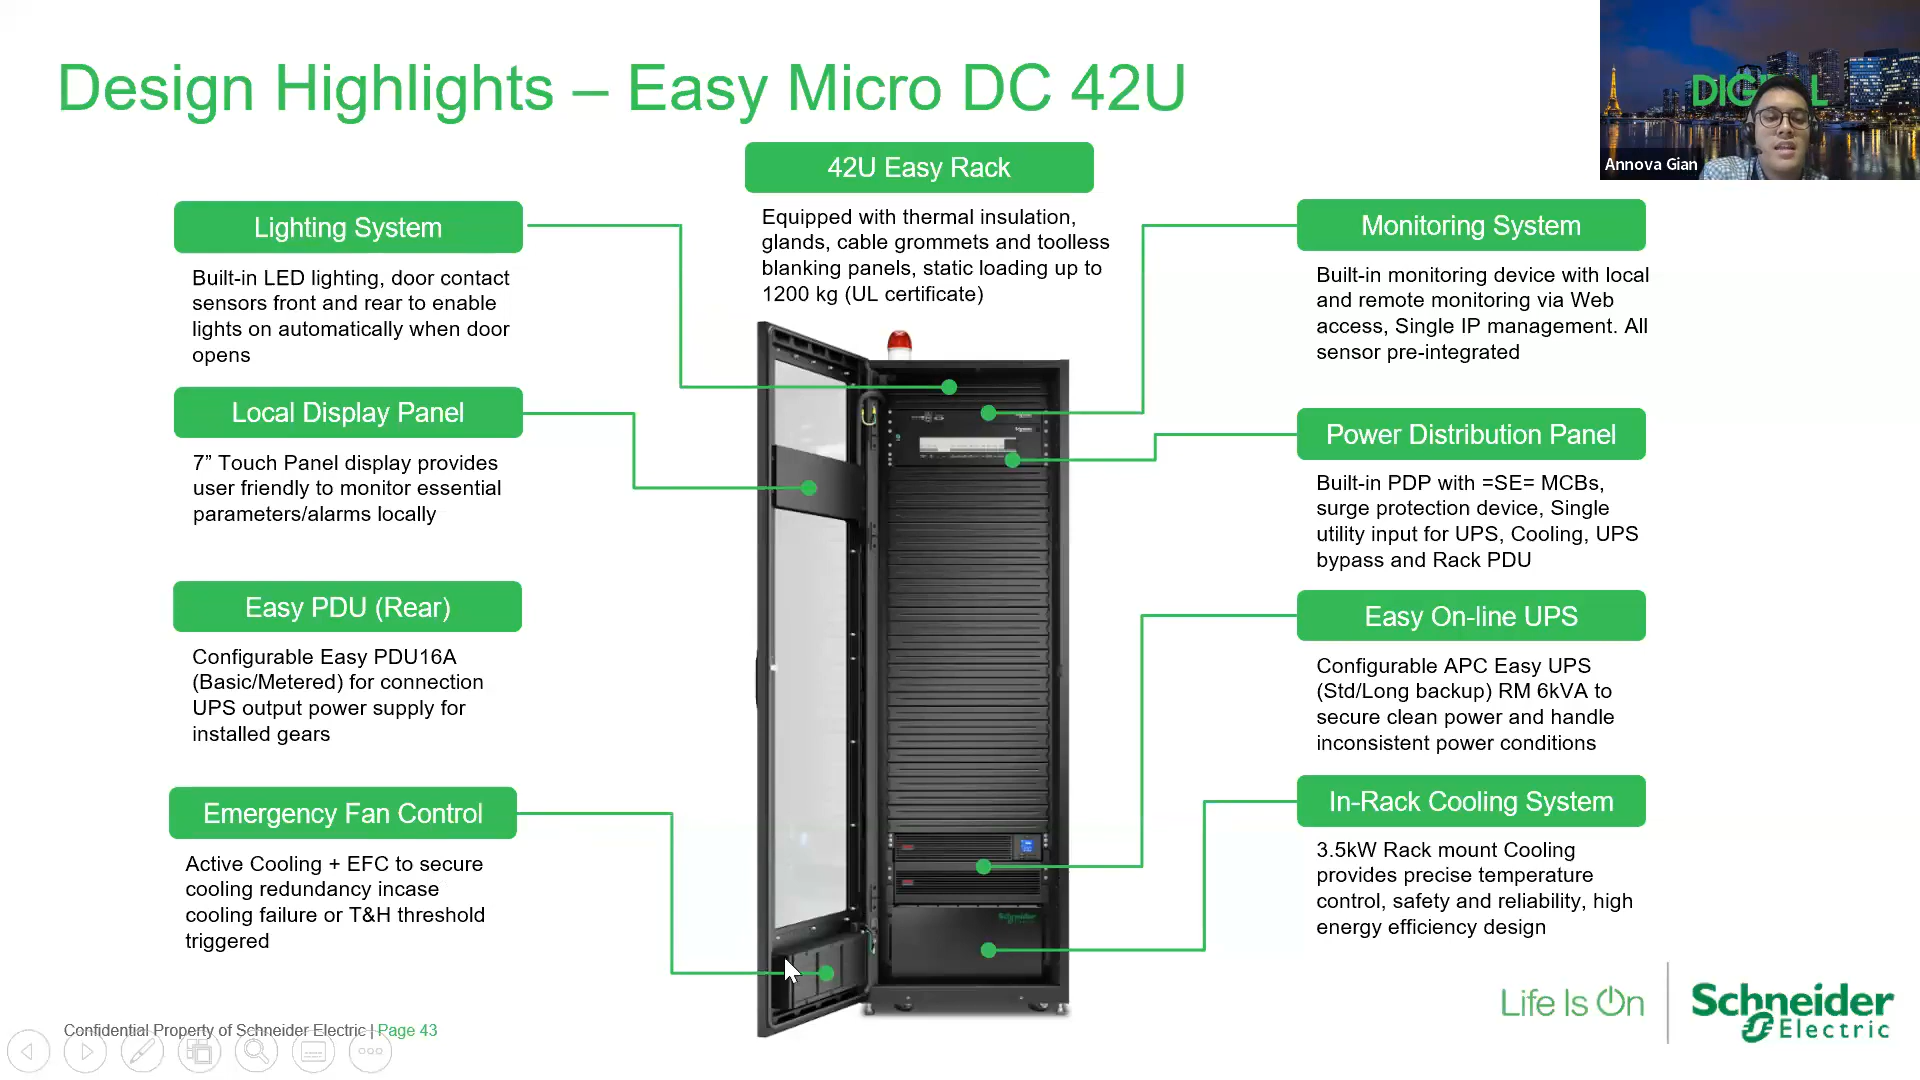 Design Highlights – Easy Micro DC 42U
DIG L
Annova Gian
42U Easy Rack
Equipped with thermal insulation,
glands, cable grommets and toolless
blanking panels, static loading up to
1200 kg (UL certificate)
Lighting System
Built-in LED lighting, door contact
sensors front and rear to enable
lights on automatically when door
opens
Local Display Panel
7” Touch Panel display provides
user friendly to monitor essential
parameters/alarms locally
Easy PDU (Rear)
Configurable Easy PDU16A
(Basic/Metered) for connection
UPS output power supply for
installed gears
Emergency Fan Control
Active Cooling + EFC to secure
cooling redundancy incase
cooling failure or T&H threshold
triggered
Monitoring System
Built-in monitoring device with local
and remote monitoring via Web
access, Single IP management. All
sensor pre-integrated
Power Distribution Panel
Built-in PDP with =SE= MCBs,
surge protection device, Single
utility input for UPS, Cooling, UPS
bypass and Rack PDU
Easy On-line UPS
Configurable APC Easy UPS
(Std/Long backup) RM 6kVA to
secure clean power and handle
inconsistent power conditions
In-Rack Cooling System
3.5kW Rack mount Cooling
provides precise temperature
control, safety and reliability, high
energy efficiency design
Schneider
Life Is On
Schneider
Electric
Confidential Property of Schneider Electric | Page 43